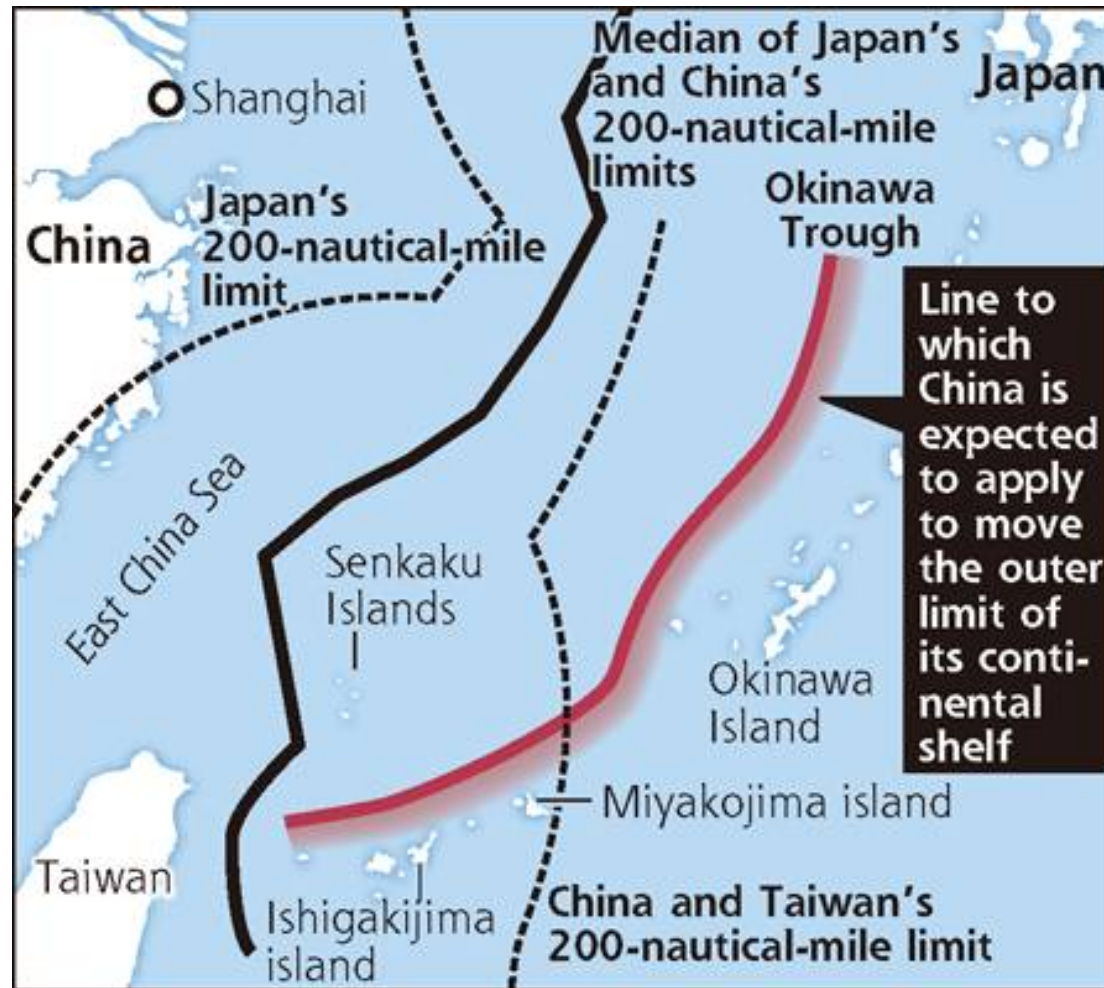 Median of Japan's
and China's
200-nautical-mile
limits
Japan
Shanghai
Okinawa
Trough
Japan's
200-nautical-mile
limit
China
Line to
which
China is
expected
to apply
to move
the outer
limit of
its conti-
nental
shelf
East China Sea
Senkaku
Islands
Okinawa
Island
Miyakojima island
Taiwan
Ishigakijima
island
China and Taiwan's
200-nautical-mile limit